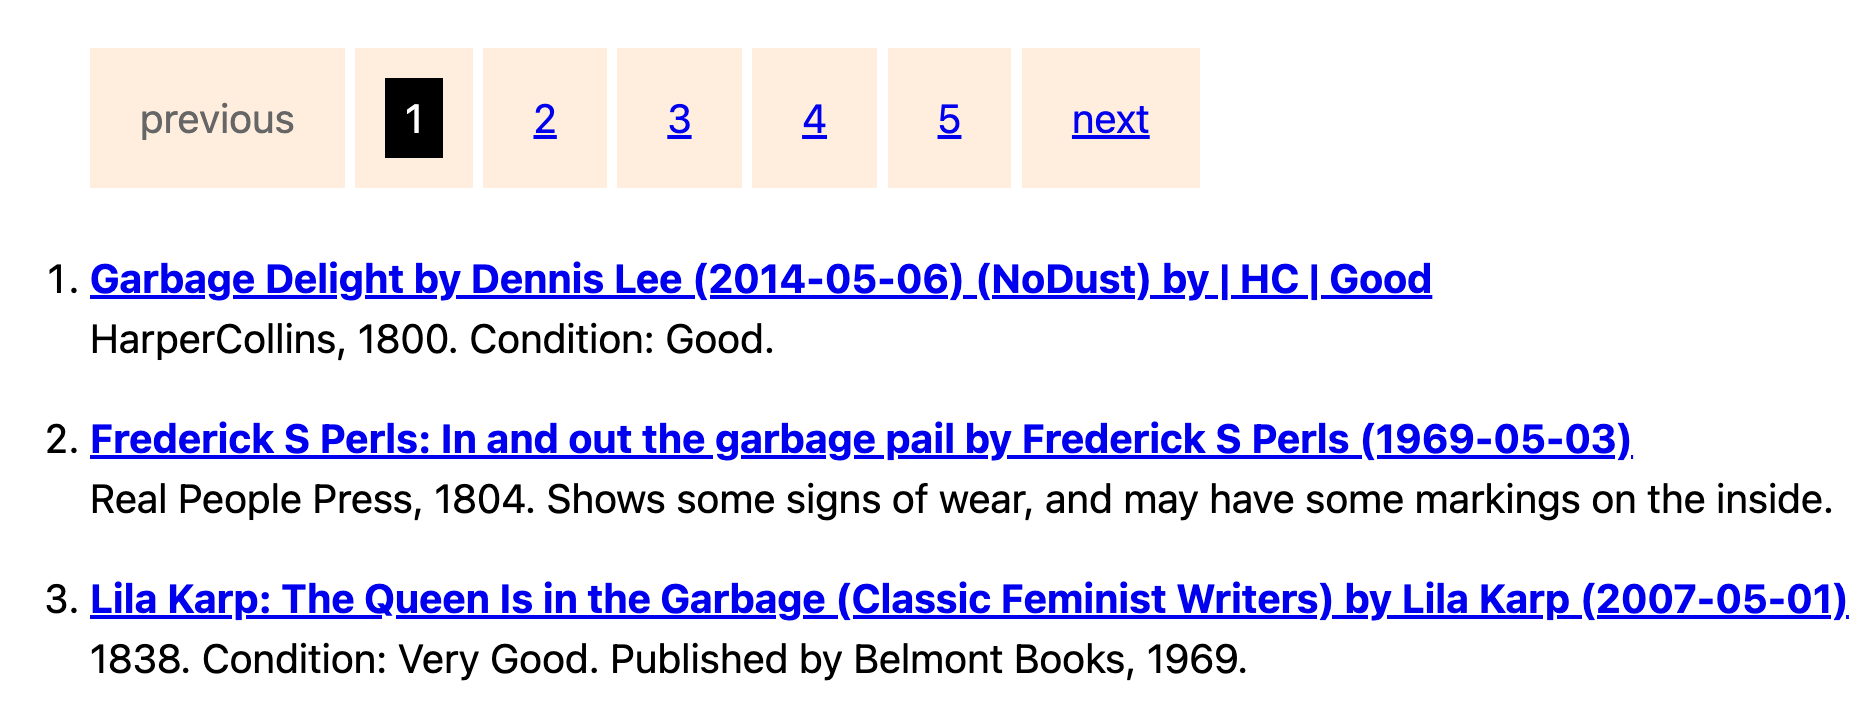 previous 1 2 3 4 5 next
1. Garbage Delight by Dennis Lee (2014-05-06) (NoDust) by | HC | Good
HarperCollins, 1800. Condition: Good.
2. Frederick S Perls: In and out the garbage pail by Frederick S Perls (1969-05-03)
Real People Press, 1804. Shows some signs of wear, and may have some markings on the inside.
3. Lila Karp: The Queen Is in the Garbage (Classic Feminist Writers) by Lila Karp (2007-05-01)
1838. Condition: Very Good. Published by Belmont Books, 1969.